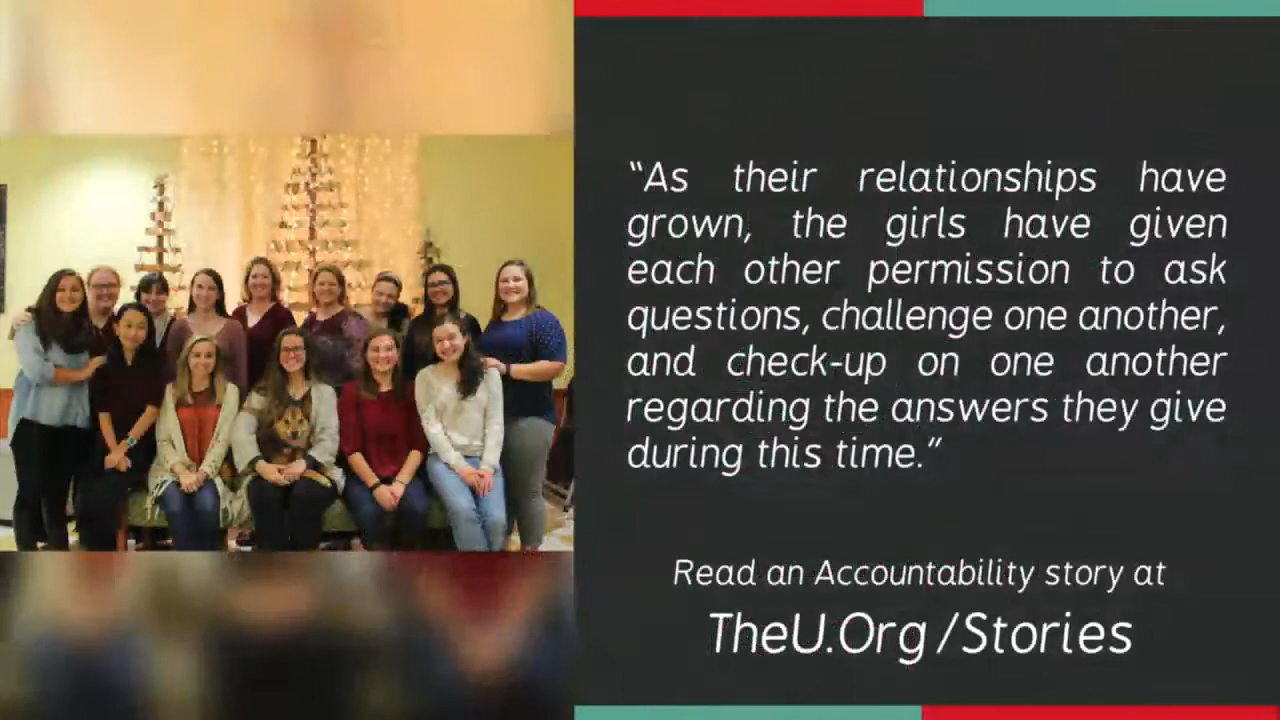 “As their relationships have
grown, the girls have given
each other permission to ask
questions, challenge one another,
and check-up on one another
regarding the answers they give
during this time.”
Read an Accountability story at
TheU.Org/Stories